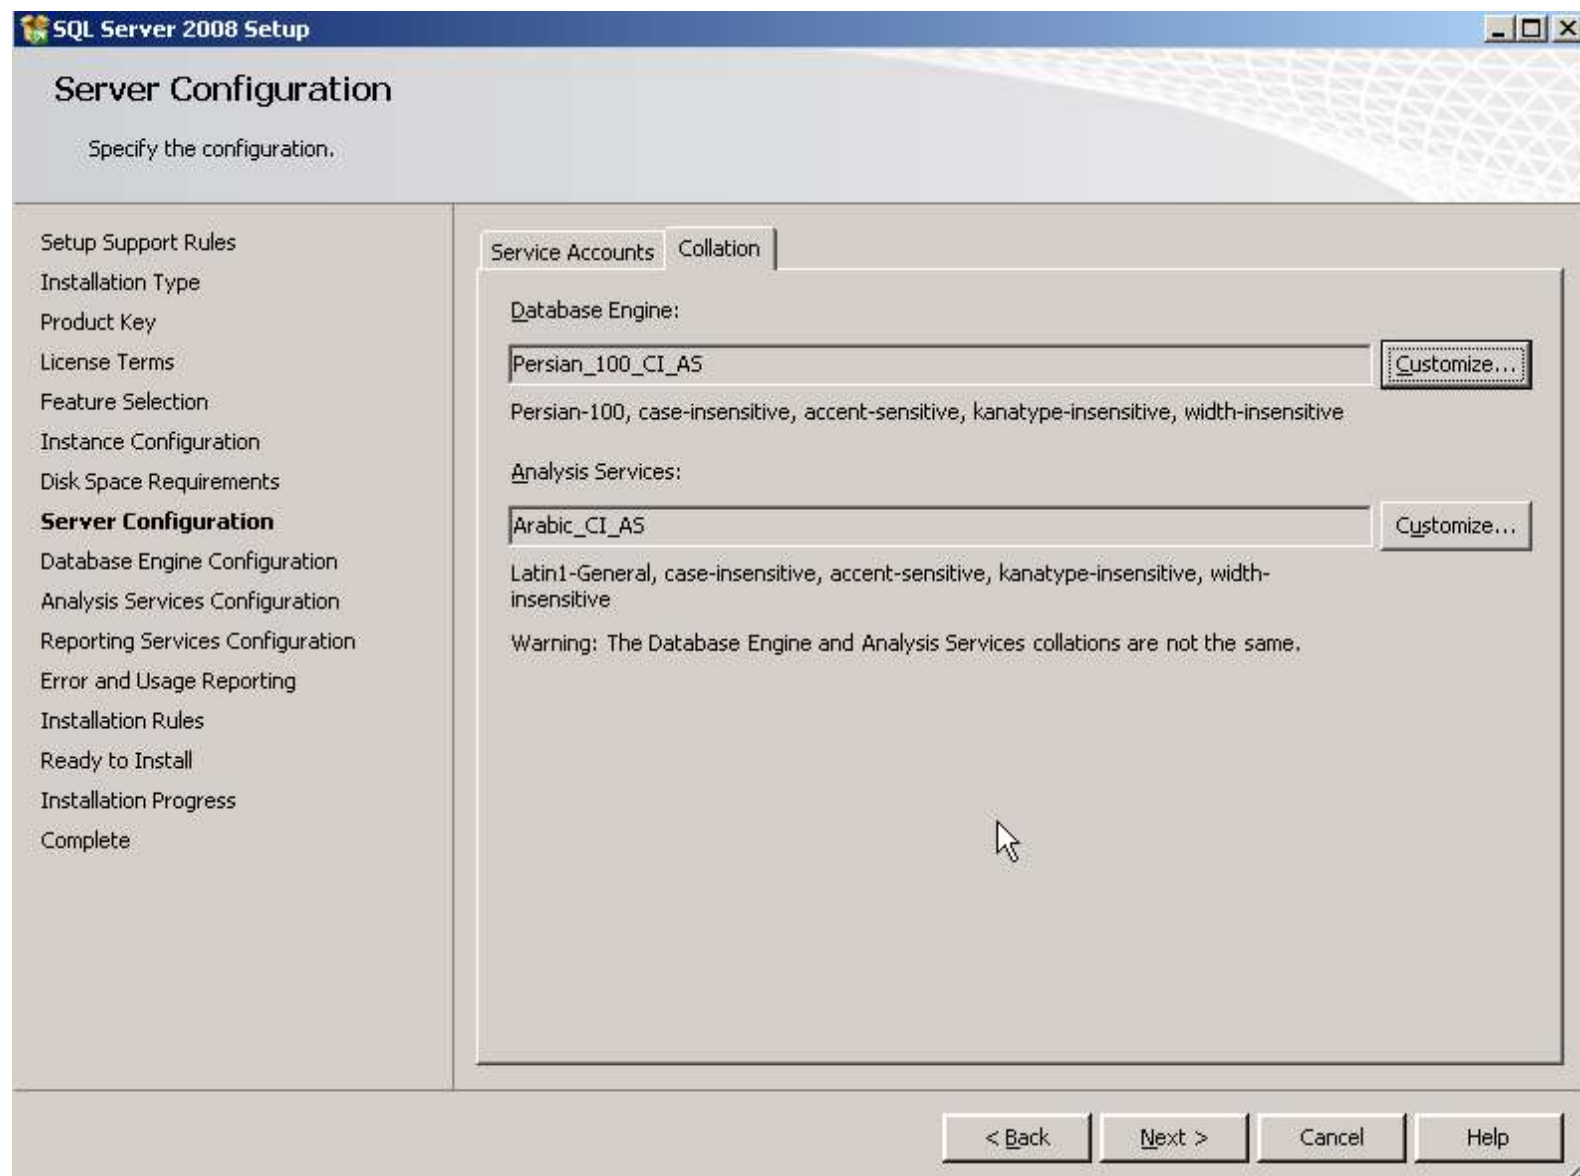 SQL Server 2008 Setup
Server Configuration
Specify the configuration.
Setup Support Rules
Installation Type
Product Key
License Terms
Feature Selection
Instance Configuration
Disk Space Requirements
Server Configuration
Database Engine Configuration
Analysis Services Configuration
Reporting Services Configuration
Error and Usage Reporting
Installation Rules
Ready to Install
Installation Progress
Complete
Service Accounts Collation
Database Engine:
Persian_100_CI_AS Customize...
Persian-100, case-insensitive, accent-sensitive, kanatype-insensitive, width-insensitive
Analysis Services:
Arabic_CI_AS Customize...
Latin1-General, case-insensitive, accent-sensitive, kanatype-insensitive, width-
insensitive
Warning: The Database Engine and Analysis Services collations are not the same.
< Back Next > Cancel Help